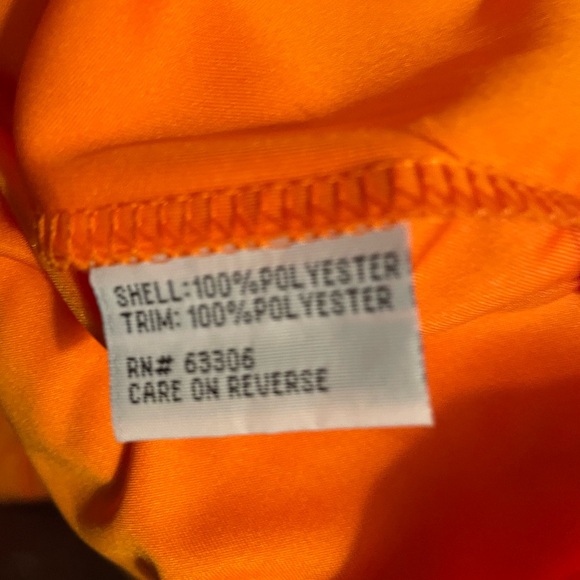 SHELL:100%POLYESTER
TRIM: 100%POLYESTER
RN# 63306
CARE ON REVERSE